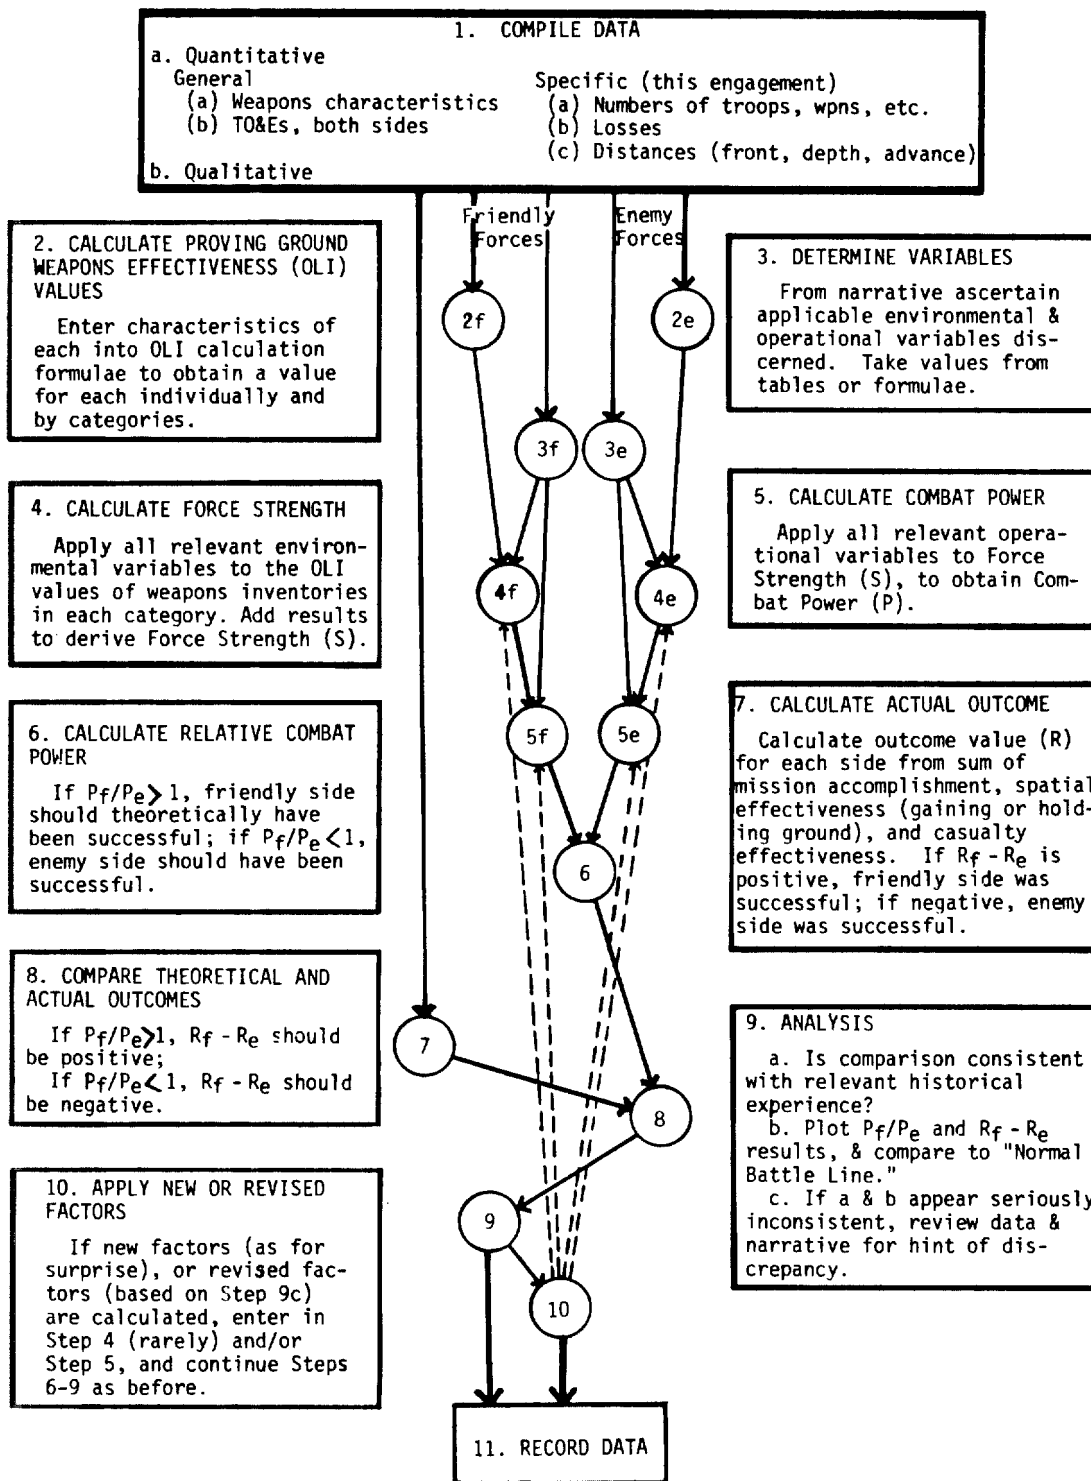 1. COMPILE DATA
a. Quantitative
General
(a) Weapons characteristics
(b) TO&Es, both sides
Specific (this engagement)
(a) Numbers of troops, wpns, etc.
(b) Losses
(c) Distances (front, depth, advance)
b. Qualitative
Friendly
Forces
Enemy
Forces
2. CALCULATE PROVING GROUND
WEAPONS EFFECTIVENESS (OLI)
VALUES
Enter characteristics of
each into OLI calculation
formulae to obtain a value
for each individually and
by categories.
3. DETERMINE VARIABLES
From narrative ascertain
applicable environmental &
operational variables dis-
cerned. Take values from
tables or formulae.
2f
2e
3f
3e
4. CALCULATE FORCE STRENGTH
Apply all relevant environ-
mental variables to the OLI
values of weapons inventories
in each category. Add results
to derive Force Strength (S).
5. CALCULATE COMBAT POWER
Apply all relevant opera-
tional variables to Force
Strength (S), to obtain Com-
bat Power (P).
4f
4e
6. CALCULATE RELATIVE COMBAT
POWER
If Pf/Pe > 1, friendly side
should theoretically have
been successful; if Pf/Pe < 1,
enemy side should have been
successful.
7. CALCULATE ACTUAL OUTCOME
Calculate outcome value (R)
for each side from sum of
mission accomplishment, spatial
effectiveness (gaining or hold-
ing ground), and casualty
effectiveness. If Rf - Re is
positive, friendly side was
successful; if negative, enemy
side was successful.
5f
5e
6
8. COMPARE THEORETICAL AND
ACTUAL OUTCOMES
If Pf/Pe>1, Rf - Re should
be positive;
If Pf/Pe<1, Rf - Re should
be negative.
7
8
9. ANALYSIS
a. Is comparison consistent
with relevant historical
experience?
b. Plot Pf/Pe and Rf - Re
results, & compare to "Normal
Battle Line."
c. If a & b appear seriously
inconsistent, review data &
narrative for hint of dis-
crepancy.
10. APPLY NEW OR REVISED
FACTORS
If new factors (as for
surprise), or revised fac-
tors (based on Step 9c)
are calculated, enter in
Step 4 (rarely) and/or
Step 5, and continue Steps
6-9 as before.
9
10
11. RECORD DATA